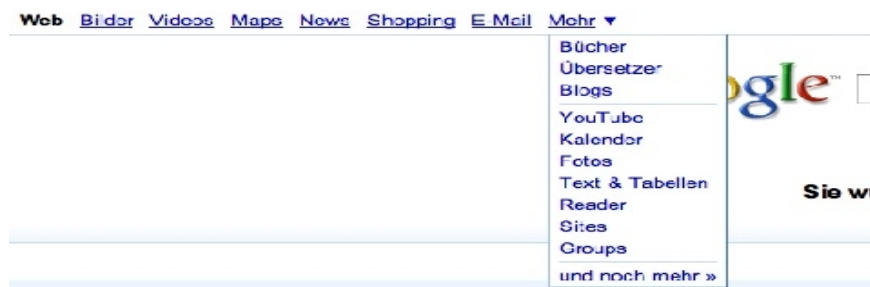 Web Bilder Videos Maps News Shopping E-Mail Mehr ▼
Bücher
Übersetzer
Blogs
ogle™
YouTube
Kalender
Fotos
Text & Tabellen
Sie w
Reader
Sites
Groups
und noch mehr »